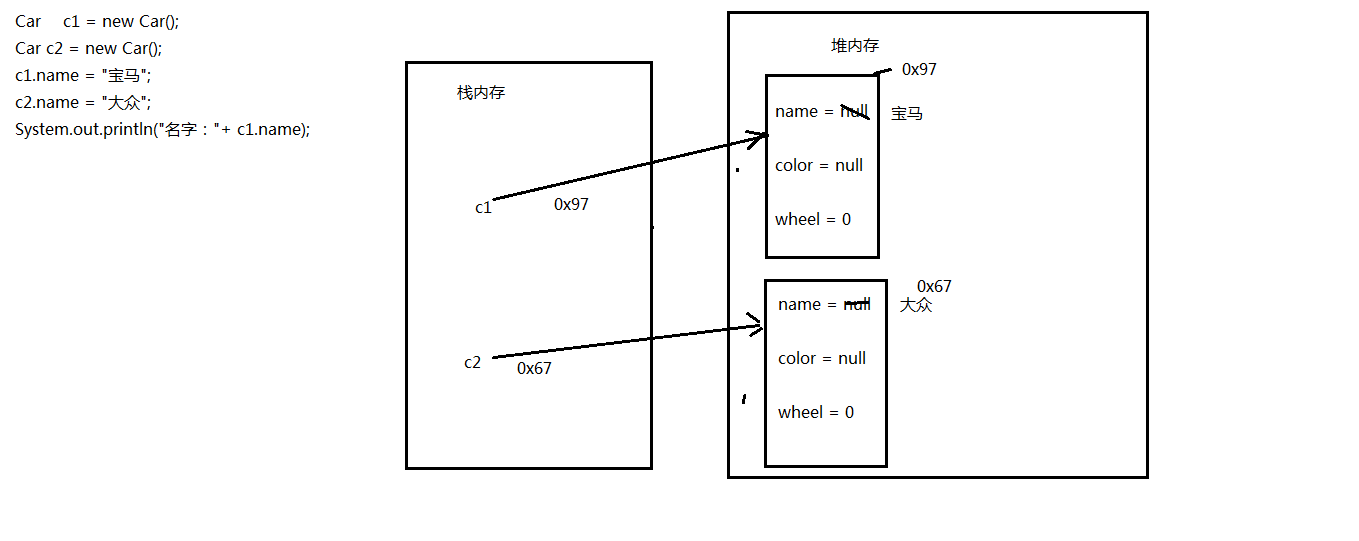 Car c1 = new Car();
Car c2 = new Car();
c1.name = "宝马";
c2.name = "大众";
System.out.println("名字："+ c1.name);
栈内存
c1
0x97
c2
0x67
堆内存
0x97
name = null 宝马
color = null
wheel = 0
0x67
name = null 大众
color = null
wheel = 0